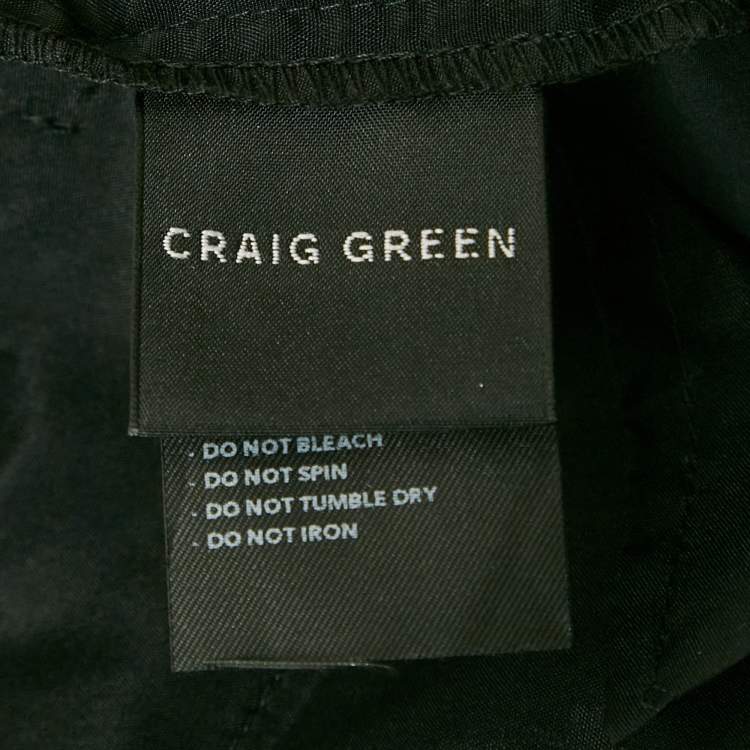 CRAIG GREEN
. DO NOT BLEACH
. DO NOT SPIN
. DO NOT TUMBLE DRY
. DO NOT IRON